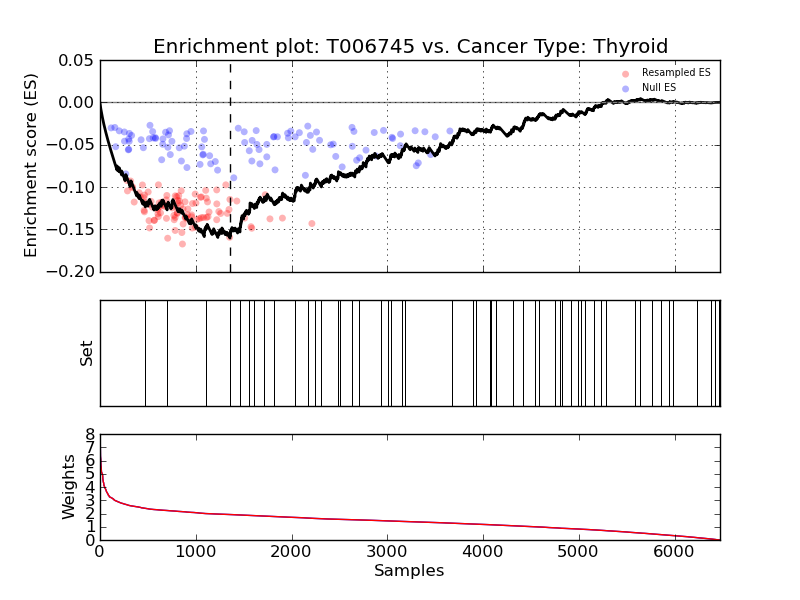 Enrichment plot: T006745 vs. Cancer Type: Thyroid
Enrichment score (ES)
0.05
0.00
−0.05
−0.10
−0.15
−0.20
Resampled ES
Null ES
Set
Weights
8
7
6
5
4
3
2
1
0
0 1000 2000 3000 4000 5000 6000
Samples